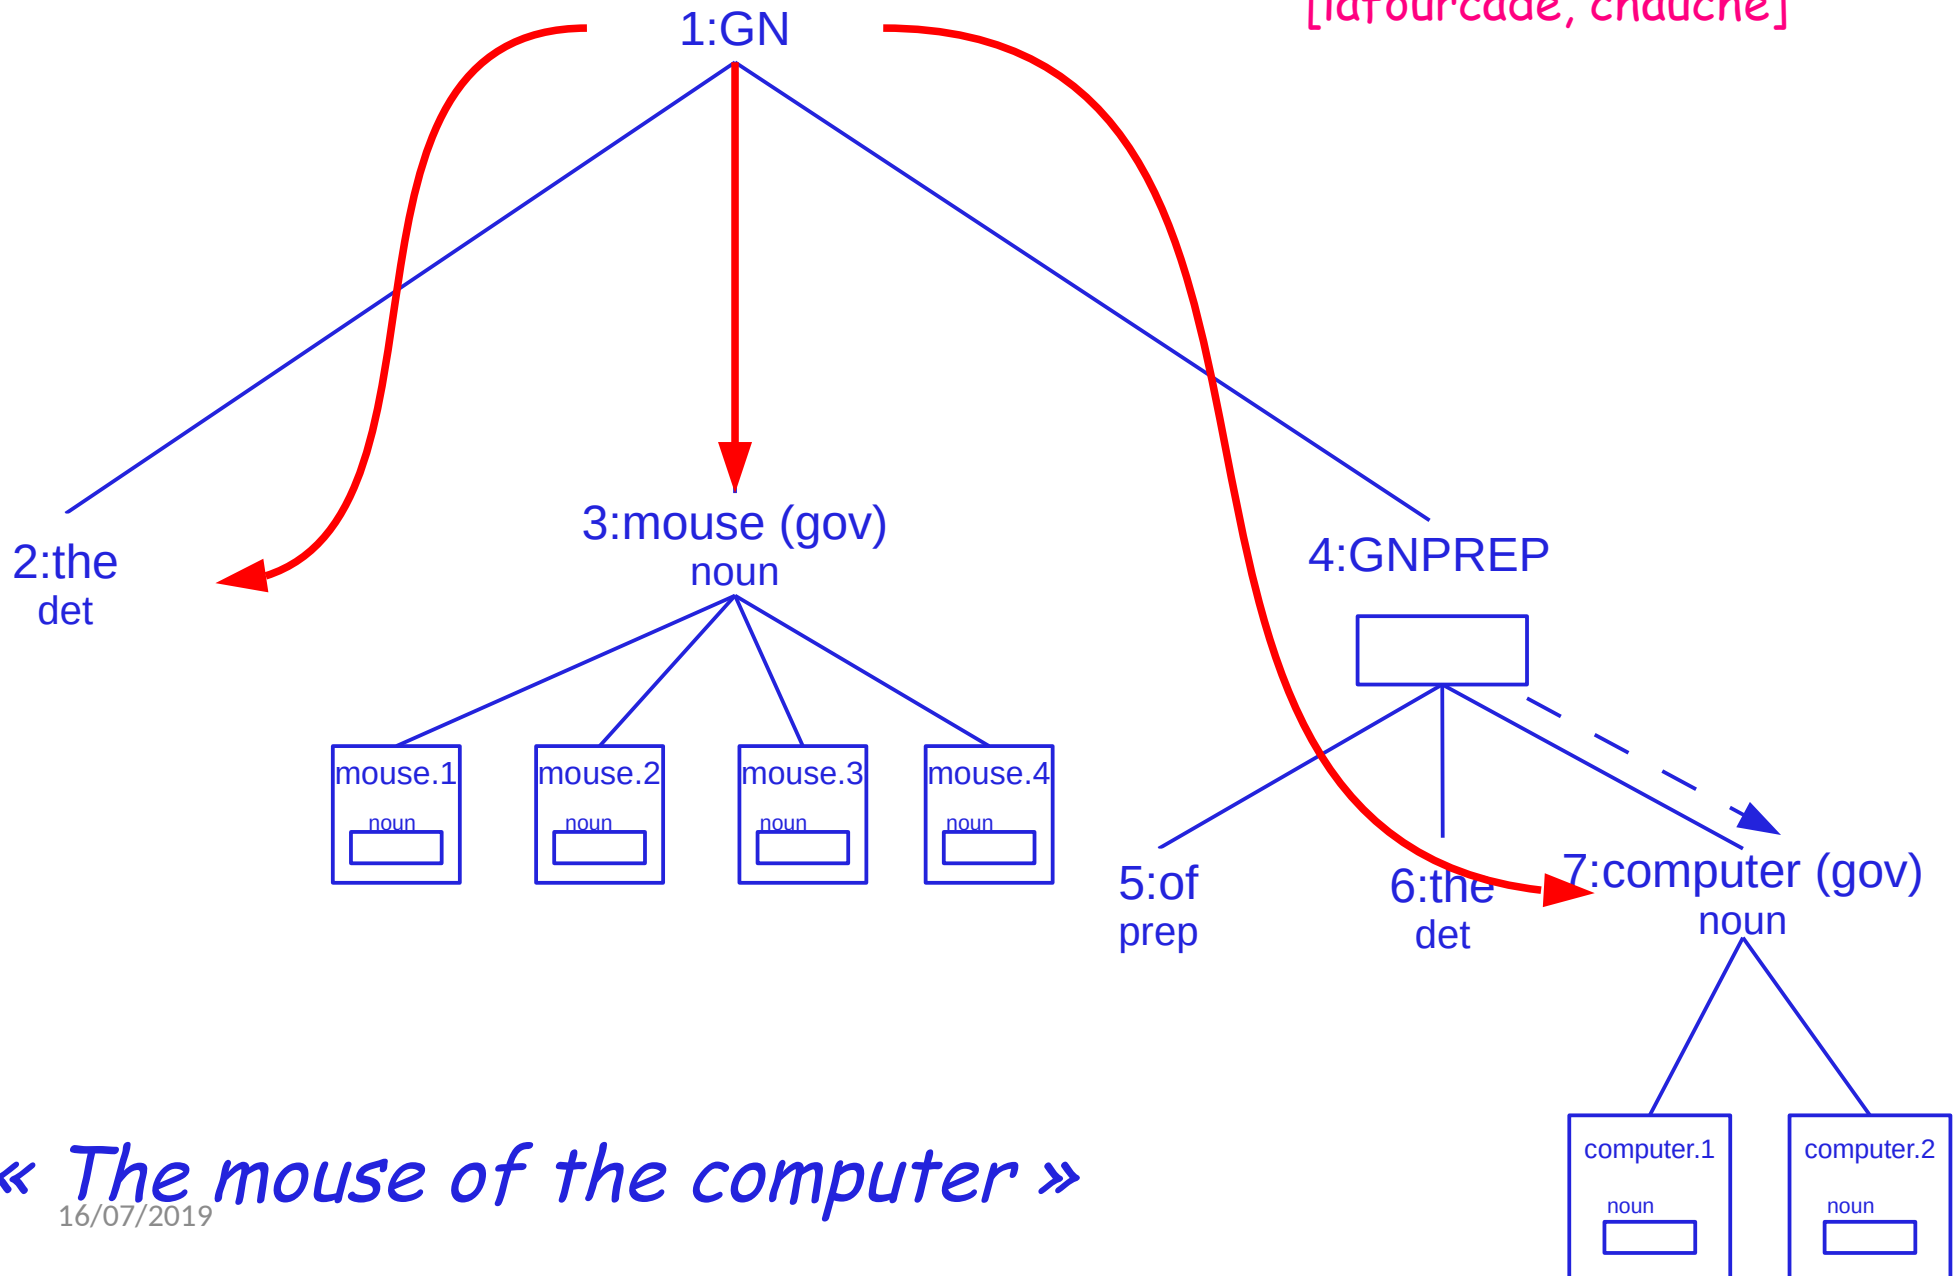 1:GN
[lafourcade, chauché]
2:the
det
3:mouse (gov)
noun
4:GNPREP
mouse.1
noun
mouse.2
noun
mouse.3
noun
mouse.4
noun
5:of
prep
6:the
det
7:computer (gov)
noun
computer.1
noun
computer.2
noun
« The mouse of the computer »
16/07/2019